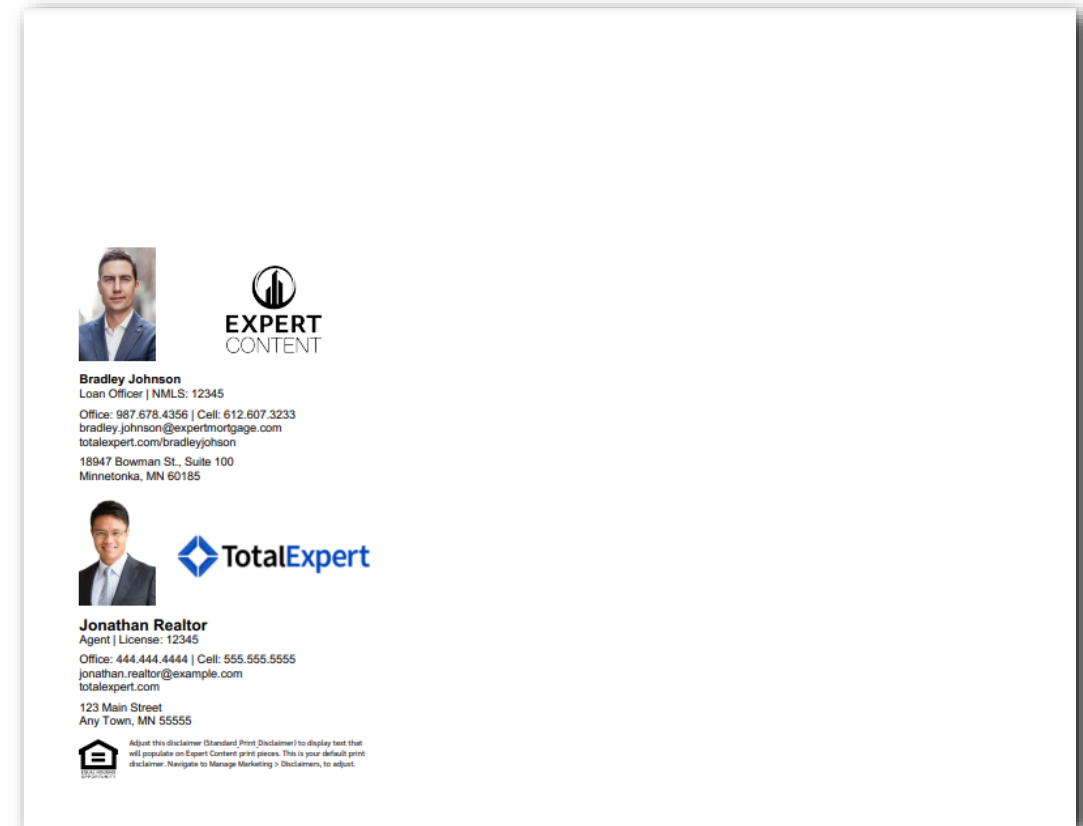 EXPERT
CONTENT
Bradley Johnson
Loan Officer | NMLS: 12345
Office: 987.678.4356 | Cell: 612.607.3233
bradley.johnson@expertmortgage.com
totalexpert.com/bradleyjohson
18947 Bowman St., Suite 100
Minnetonka, MN 60185
TotalExpert
Jonathan Realtor
Agent | License: 12345
Office: 444.444.4444 | Cell: 555.555.5555
jonathan.realtor@example.com
totalexpert.com
123 Main Street
Any Town, MN 55555
Adjust this disclaimer (Standard_Print_Disclaimer) to display text that
will populate on Expert Content print pieces. This is your default print
disclaimer. Navigate to Manage Marketing > Disclaimers, to adjust.
EQUAL HOUSING
OPPORTUNITY